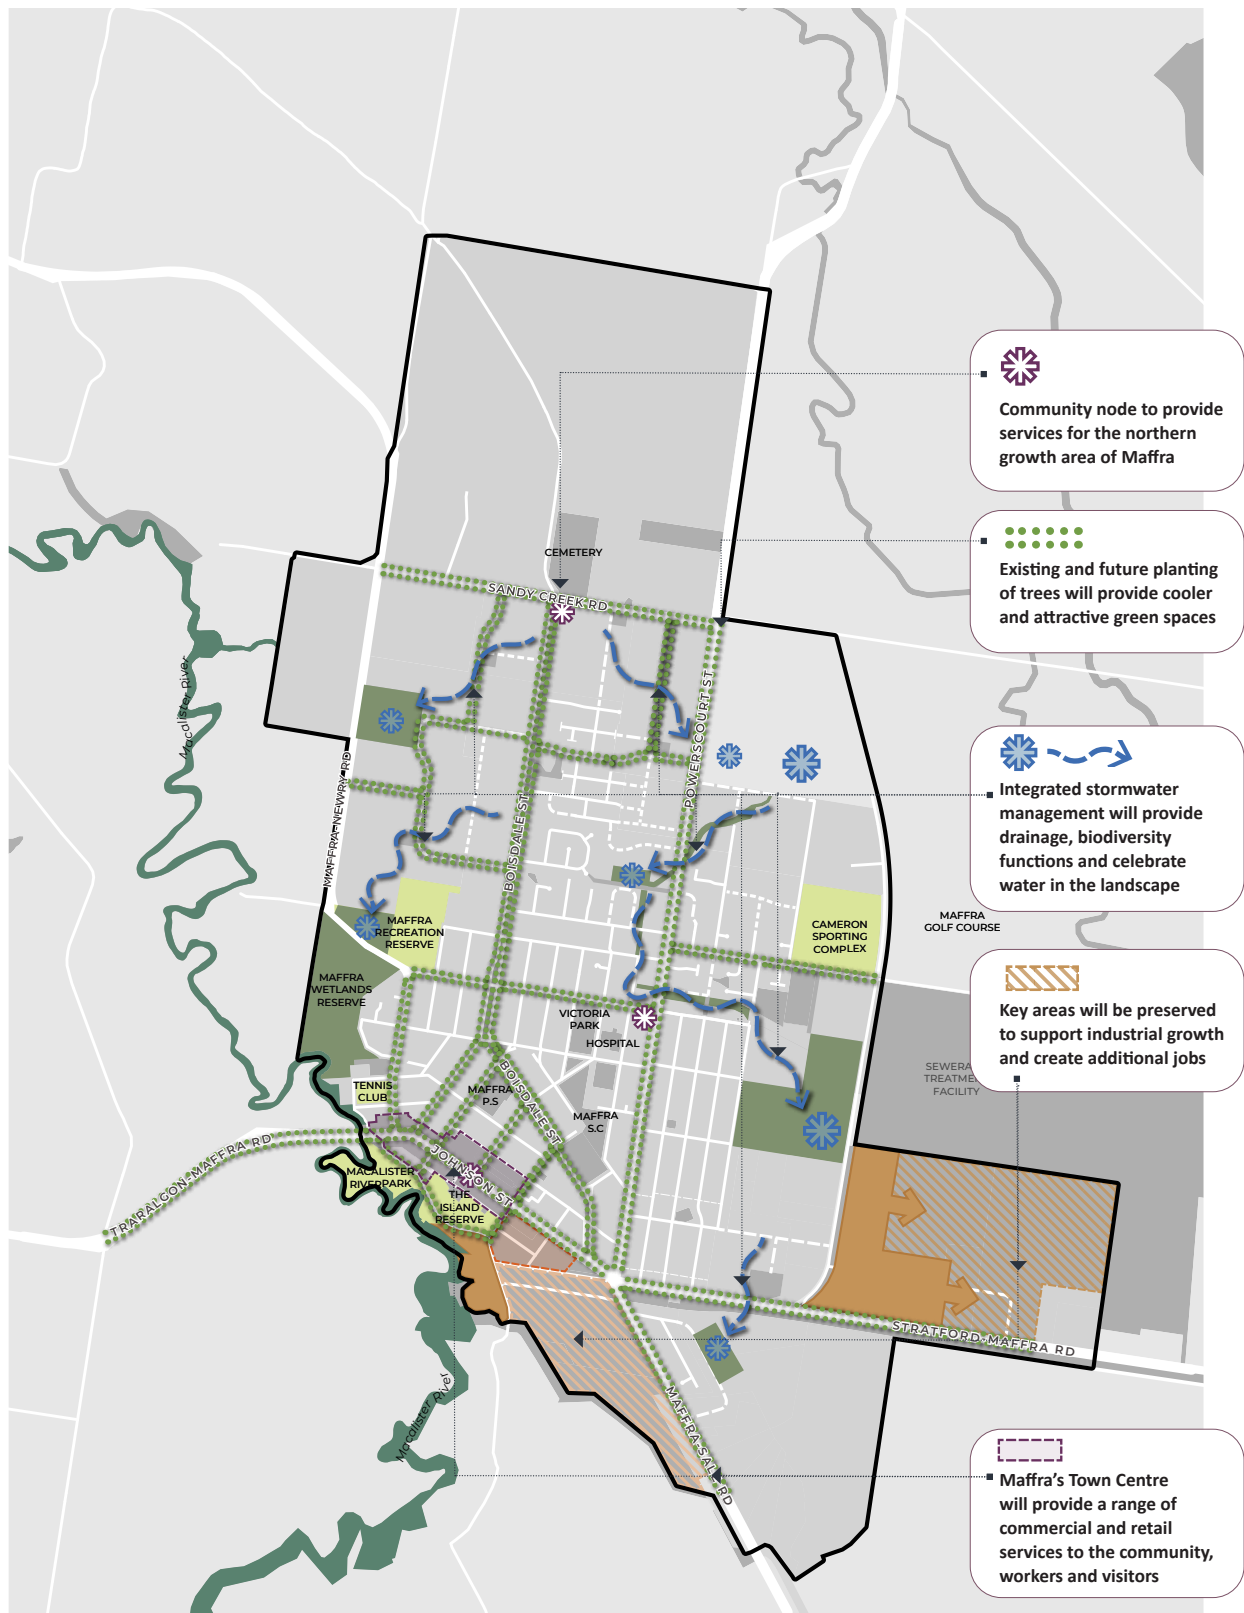 Community node to provide
services for the northern
growth area of Maffra
CEMETERY
SANDY CREEK RD
Existing and future planting
of trees will provide cooler
and attractive green spaces
Macalister River
POWERSCOURT ST
MAFFRA-NEWRY RD
BOISDALE ST
Integrated stormwater
management will provide
drainage, biodiversity
functions and celebrate
water in the landscape
MAFFRA
RECREATION
RESERVE
CAMERON
SPORTING
COMPLEX
MAFFRA
GOLF COURSE
MAFFRA
WETLANDS
RESERVE
VICTORIA
PARK
HOSPITAL
Key areas will be preserved
to support industrial growth
and create additional jobs
TREATMEN
FACILITY
TENNIS
CLUB
MAFFRA
P.S
BOISDALE ST
MAFFRA
S.C
TRARALGON-MAFFRA RD
JOHNSON ST
MACALISTER
RIVERPARK
THE
ISLAND
RESERVE
STRATFORD-MAFFRA RD
MAFFRA-SALE RD
Macalister River
Maffra's Town Centre
will provide a range of
commercial and retail
services to the community,
workers and visitors